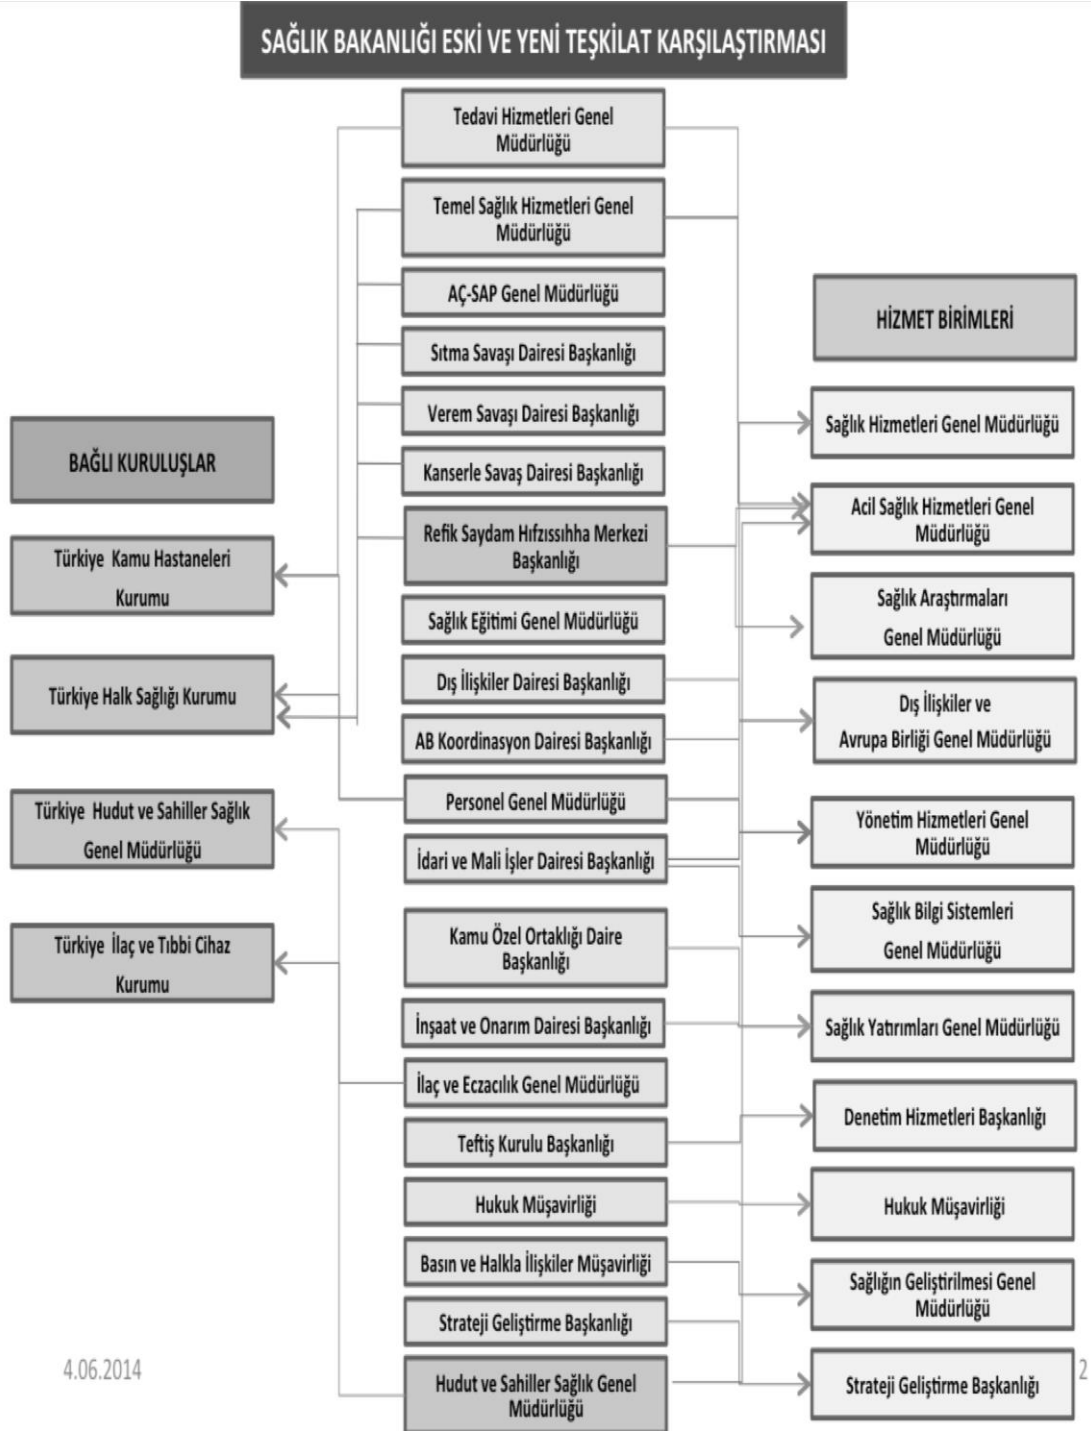 SAĞLIK BAKANLIĞI ESKİ VE YENİ TEŞKİLAT KARŞILAŞTIRMASI
BAĞLI KURULUŞLAR
Türkiye Kamu Hastaneleri
Kurumu
Türkiye Halk Sağlığı Kurumu
Türkiye Hudut ve Sahiller Sağlık
Genel Müdürlüğü
Türkiye İlaç ve Tıbbi Cihaz
Kurumu
Tedavi Hizmetleri Genel
Müdürlüğü
Temel Sağlık Hizmetleri Genel
Müdürlüğü
AÇ-SAP Genel Müdürlüğü
Sıtma Savaşı Dairesi Başkanlığı
Verem Savaşı Dairesi Başkanlığı
Kanserle Savaş Dairesi Başkanlığı
Refik Saydam Hıfzıssıhha Merkezi
Başkanlığı
Sağlık Eğitimi Genel Müdürlüğü
Dış İlişkiler Dairesi Başkanlığı
AB Koordinasyon Dairesi Başkanlığı
Personel Genel Müdürlüğü
İdari ve Mali İşler Dairesi Başkanlığı
Kamu Özel Ortaklığı Daire
Başkanlığı
İnşaat ve Onarım Dairesi Başkanlığı
İlaç ve Eczacılık Genel Müdürlüğü
Teftiş Kurulu Başkanlığı
Hukuk Müşavirliği
Basın ve Halkla İlişkiler Müşavirliği
Strateji Geliştirme Başkanlığı
Hudut ve Sahiller Sağlık Genel
Müdürlüğü
HİZMET BİRİMLERİ
Sağlık Hizmetleri Genel Müdürlüğü
Acil Sağlık Hizmetleri Genel
Müdürlüğü
Sağlık Araştırmaları
Genel Müdürlüğü
Dış İlişkiler ve
Avrupa Birliği Genel Müdürlüğü
Yönetim Hizmetleri Genel
Müdürlüğü
Sağlık Bilgi Sistemleri
Genel Müdürlüğü
Sağlık Yatırımları Genel Müdürlüğü
Denetim Hizmetleri Başkanlığı
Hukuk Müşavirliği
Sağlığın Geliştirilmesi Genel
Müdürlüğü
Strateji Geliştirme Başkanlığı
4.06.2014
2